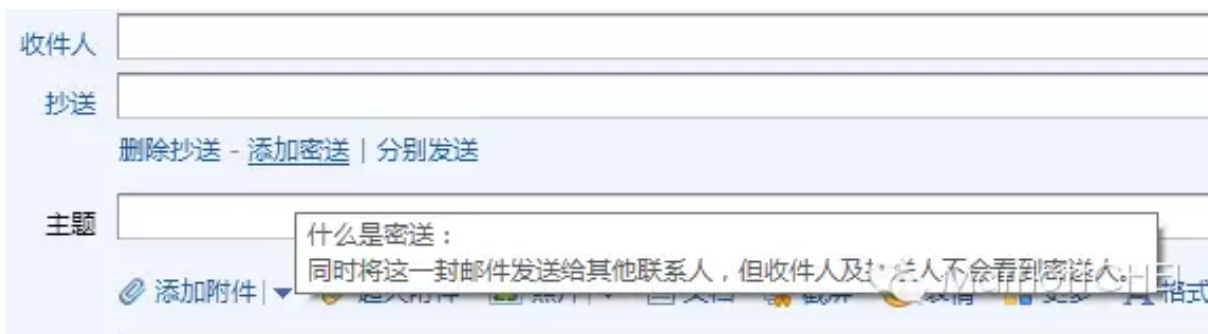 收件人
抄送
删除抄送 - 添加密送 | 分别发送
主题
什么是密送：
同时将这一封邮件发送给其他联系人，但收件人及抄送人不会看到密送人。
添加附件
格式